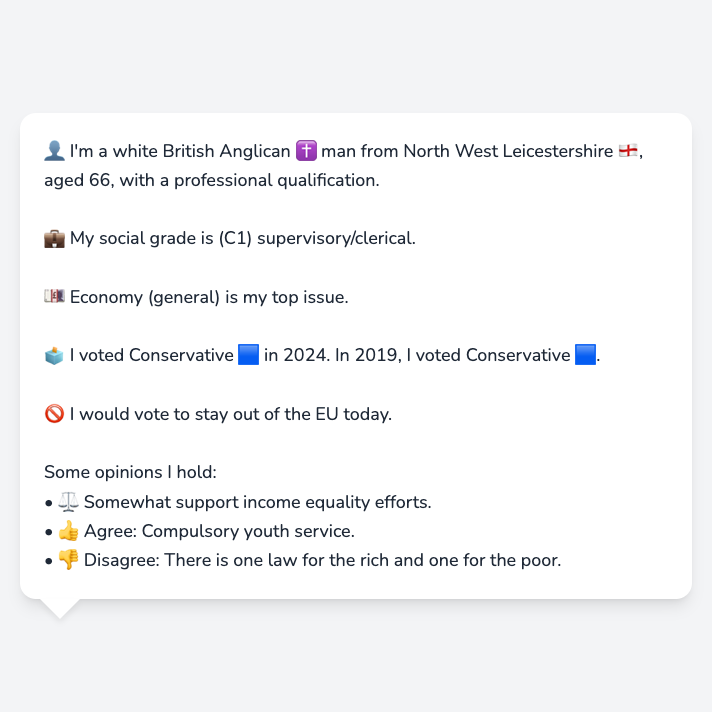 👤 I'm a white British Anglican ✝️ man from North West Leicestershire 🏴󠁧󠁢󠁥󠁮󠁧󠁿,
aged 66, with a professional qualification.
💼 My social grade is (C1) supervisory/clerical.
💷 Economy (general) is my top issue.
🗳️ I voted Conservative 🟦 in 2024. In 2019, I voted Conservative 🟦.
🚫 I would vote to stay out of the EU today.
Some opinions I hold:
• ⚖️ Somewhat support income equality efforts.
• 👍 Agree: Compulsory youth service.
• 👎 Disagree: There is one law for the rich and one for the poor.